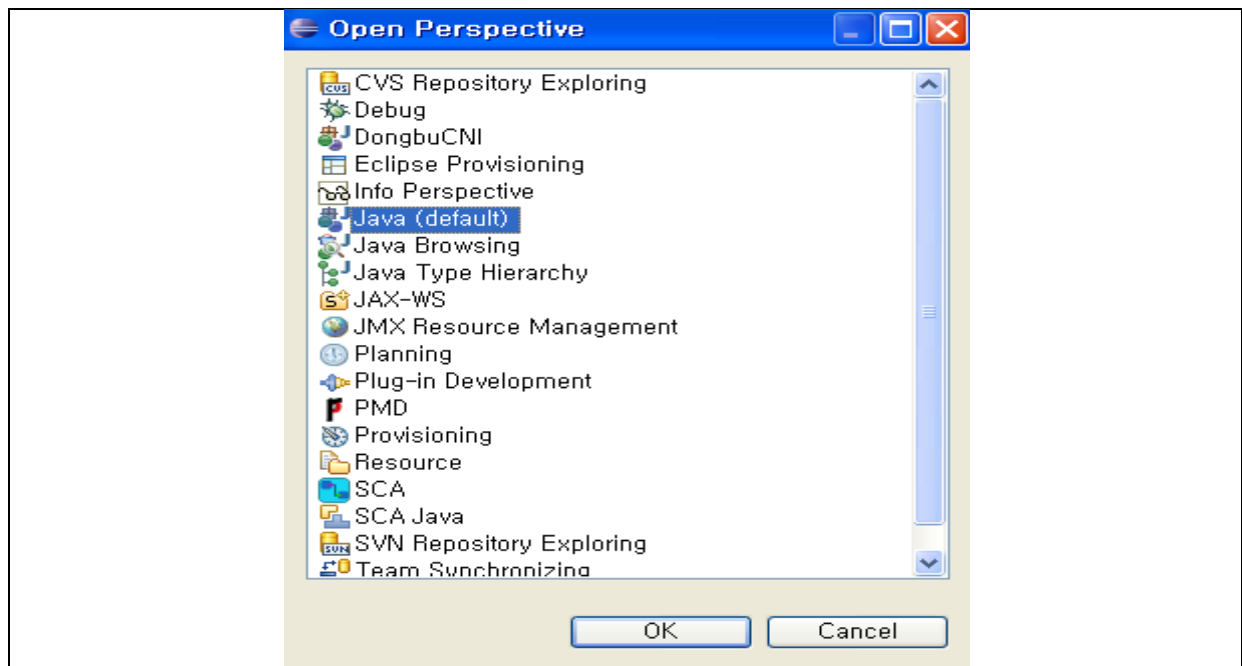 Open Perspective
CVS Repository Exploring
Debug
DongbuCNI
Eclipse Provisioning
Info Perspective
Java (default)
Java Browsing
Java Type Hierarchy
JAX-WS
JMX Resource Management
Planning
Plug-in Development
PMD
Provisioning
Resource
SCA
SCA Java
SVN Repository Exploring
Team Synchronizing
OK
Cancel